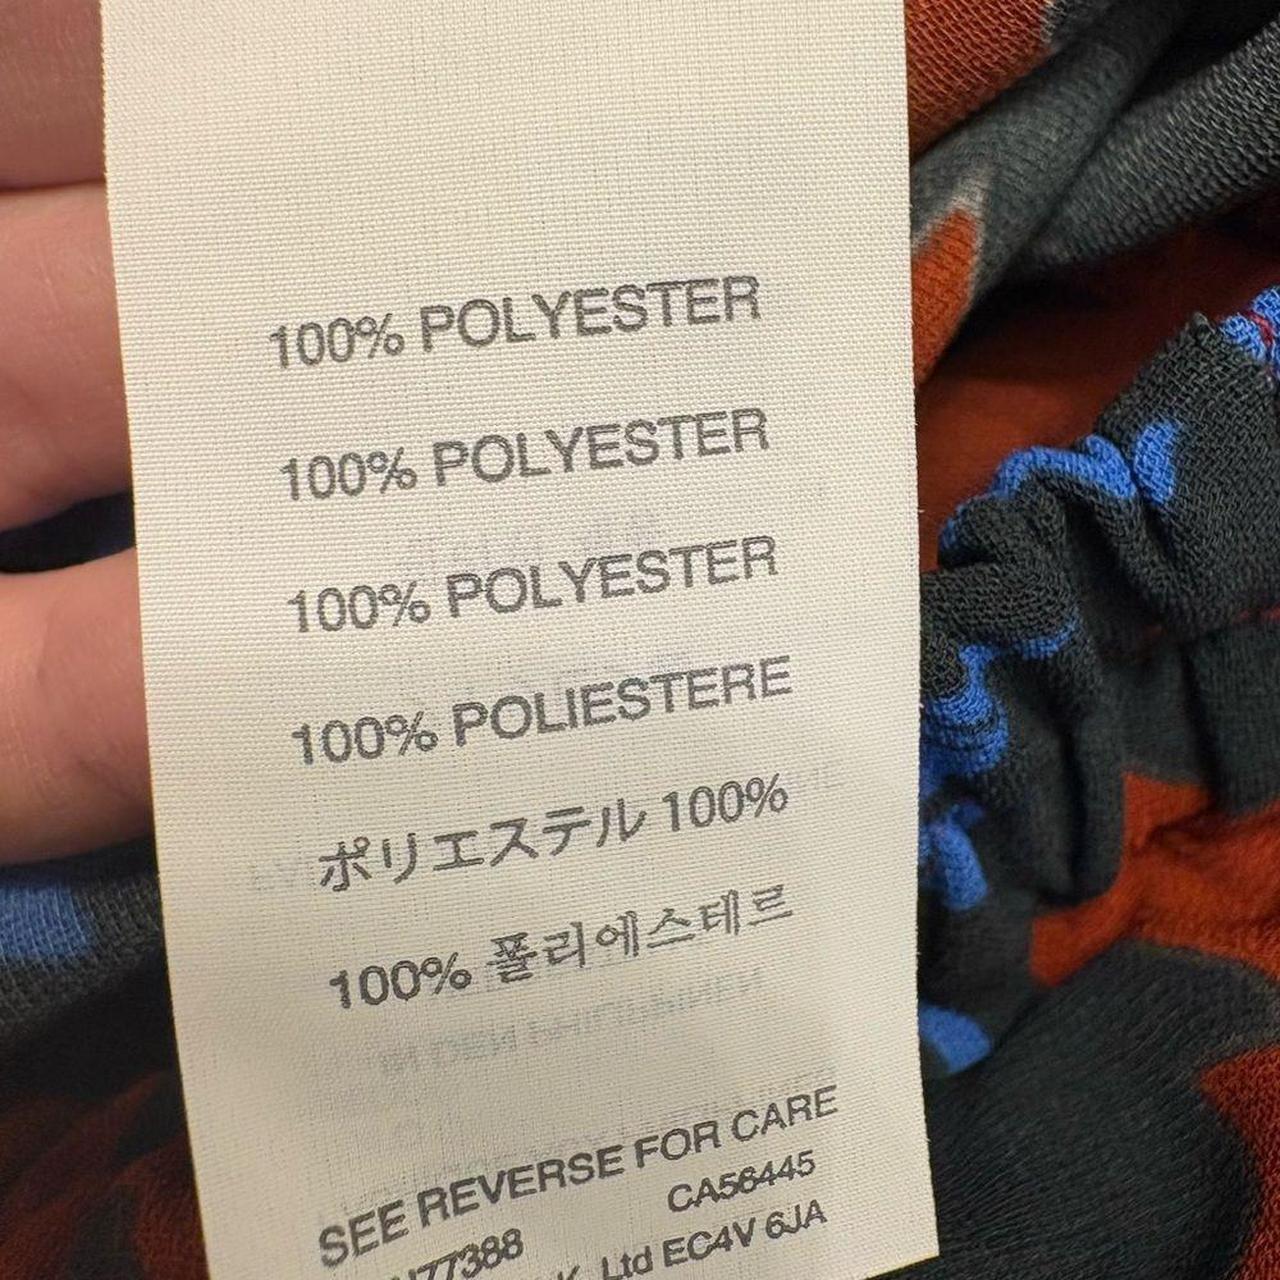 100% POLYESTER
100% POLYESTER
100% POLYESTER
100% POLIESTERE
ポリエステル 100%
100% 폴리에스테르
SEE REVERSE FOR CARE
CA56445
77388
Ltd EC4V 6JA